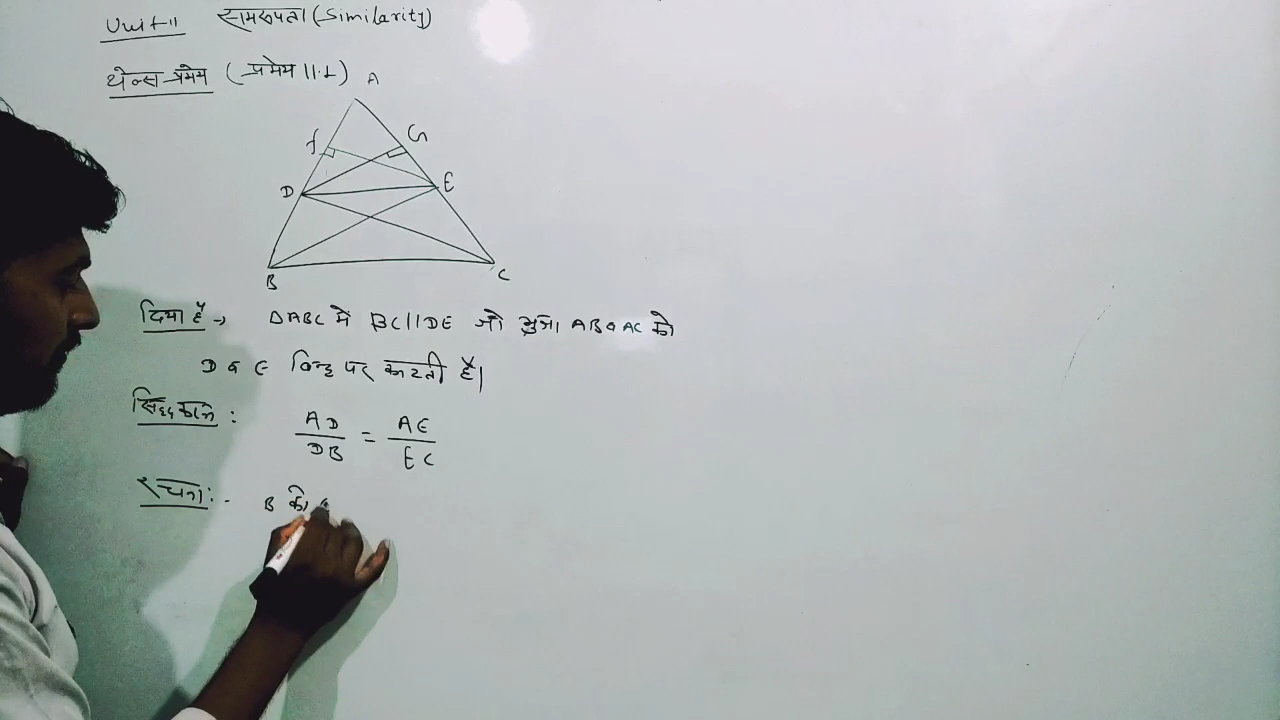 Unit-11 समरूपता (Similarity)
थेल्स प्रमेय (प्रमेय 11.1)
A
f G
D E
B C
दिया है → ΔABC में BC||DE जो भुजा AB व AC को
D व E बिन्दु पर काटती है।
सिद्ध करना : AD/DB = AE/EC
रचना :- B को